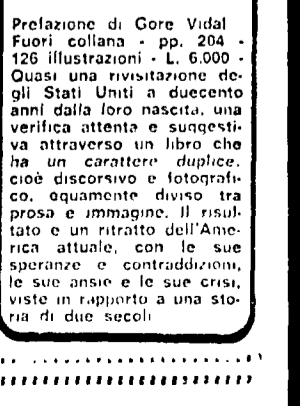 Prefazione di Gore Vidal
Fuori collana - pp. 204 -
126 illustrazioni - L. 6.000 -
Quasi una rivisitazione de-
gli Stati Uniti a duecento
anni dalla loro nascita, una
verifica attenta e suggesti-
va attraverso un libro che
ha un carattere duplice,
cioè discorsivo e fotografi-
co, equamente diviso tra
prosa e immagine. Il risul-
tato e un ritratto dell'Ame-
rica attuale, con le sue
speranze e contraddizioni,
le sue ansie e le sue crisi,
viste in rapporto a una sto-
ria di due secoli